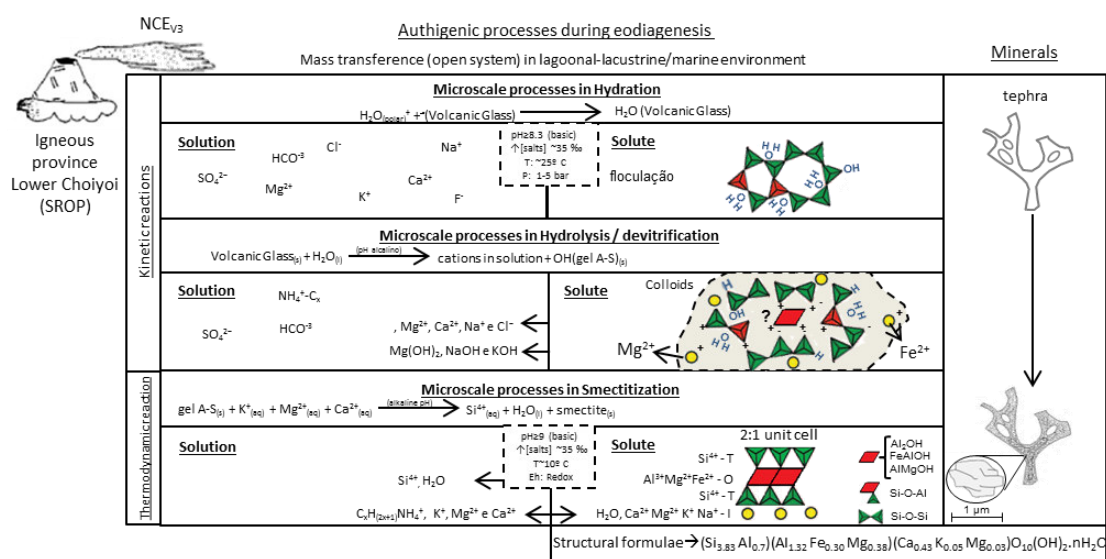 NCEV3
Igneous
province
Lower Choiyoi
(SROP)
Authigenic processes during eodiagenesis
Mass transference (open system) in lagoonal-lacustrine/marine environment
Minerals
tephra
Kinetic reactions
Thermodynamic reaction
Microscale processes in Hydration
H2O(polar)+ +-(Volcanic Glass) H2O (Volcanic Glass)
Solution
HCO-3
Cl-
Na+
SO4 2-
Mg2+
K+
Ca2+
F-
pH≥8.3 (basic)
↑[salts] ~35 ‰
T: ~25º C
P: 1-5 bar
Solute
floculação
H
H
O
H
O
H
OH
H
O
H
H
O
H
Microscale processes in Hydrolysis / devitrification
Volcanic Glass(s) + H2O(l) (pH alcalino) cations in solution + OH(gel A-S)(s)
Solution
NH4+-Cx
SO4 2-
HCO-3
, Mg2+, Ca2+, Na+ e Cl-
Mg(OH)2, NaOH e KOH
Solute
Colloids
H
OH
?
H
O
H
H
O
H
H
O
H
Mg2+
Fe2+
Microscale processes in Smectitization
gel A-S(s) + K+(aq) + Mg2+(aq) + Ca2+(aq) (alkaline pH) Si4+(aq) + H2O(l) + smectite(s)
Solution
pH≥9 (basic)
↑[salts] ~35 ‰
T~10º C
Eh: Redox
Si4+, H2O
CxH(2x+1)NH4+, K+, Mg2+ e Ca2+
Solute
2:1 unit cell
Si4+ - T
Al3+Mg2+Fe2+ - O
Si4+ - T
H2O, Ca2+ Mg2+ K+ Na+ - I
Al2OH
FeAlOH
AlMgOH
Si-O-Al
Si-O-Si
1 µm
Structural formulae→(Si3.83 Al0.7)(Al1.32 Fe0.30 Mg0.38)(Ca0.43 K0.05 Mg0.03)O10(OH)2.nH2O